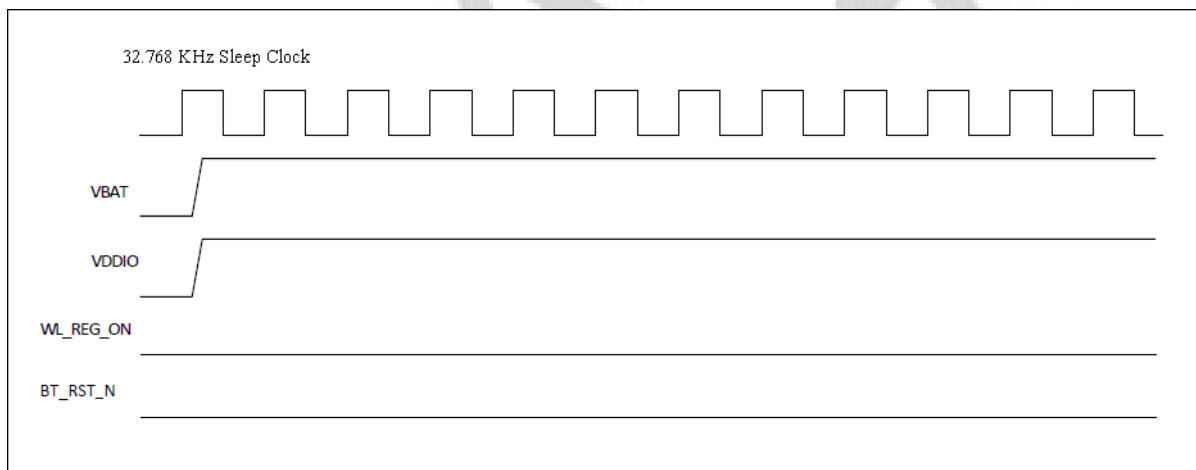 32.768 KHz Sleep Clock
VBAT
VDDIO
WL_REG_ON
BT_RST_N